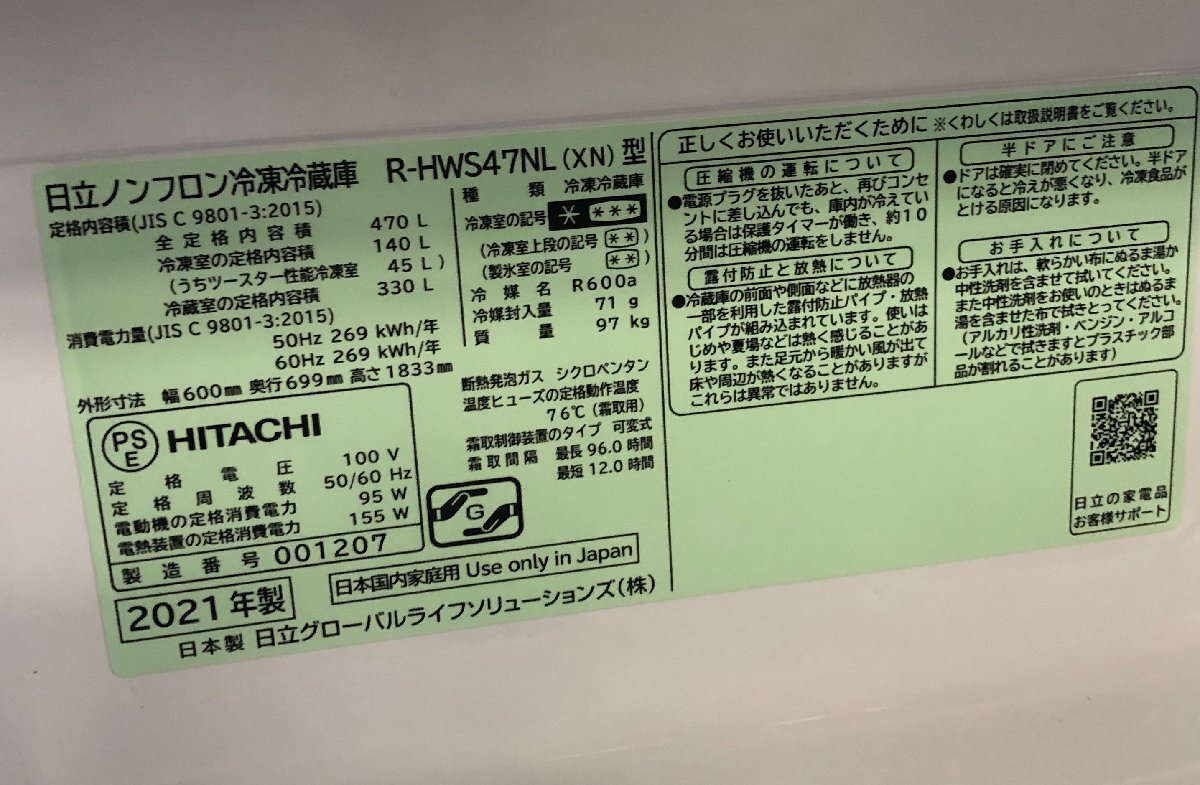 日立ノンフロン冷凍冷蔵庫 R-HWS47NL(XN)型
定格内容積(JIS C 9801-3:2015)
全定格内容積 470 L
冷凍室の定格内容積 140 L
(うちツースター性能冷凍室 45 L)
冷蔵室の定格内容積 330 L
消費電力量(JIS C 9801-3:2015)
50Hz 269 kWh/年
60Hz 269 kWh/年
外形寸法 幅600mm 奥行699mm 高さ1833mm
種類 冷凍冷蔵庫
冷凍室の記号 * ***
(冷凍室上段の記号 **)
(製氷室の記号 **)
冷媒名 R600a
冷媒封入量 71 g
質量 97 kg
断熱発泡ガス シクロペンタン
温度ヒューズの定格動作温度
76℃(霜取用)
霜取制御装置のタイプ 可変式
霜取間隔 最長 96.0 時間
最短 12.0 時間
PS
E
HITACHI
定格電圧 100 V
定格周波数 50/60 Hz
電動機の定格消費電力 95 W
電熱装置の定格消費電力 155 W
製造番号 001207
G
2021 年製
日本国内家庭用 Use only in Japan
日本製 日立グローバルライフソリューションズ(株)
正しくお使いいただくために ※くわしくは取扱説明書をご覧ください。
圧縮機の運転について
●電源プラグを抜いたあと、再びコンセ
ントに差し込んでも、庫内が冷えてい
る場合は保護タイマーが働き、約10
分間は圧縮機の運転をしません。
露付防止と放熱について
●冷蔵庫の前面や側面などに放熱器の
一部を利用した露付防止パイプ・放熱
パイプが組み込まれています。使いは
じめや夏場などは熱く感じることがあ
ります。また足元から暖かい風が出て
床や周辺が熱くなることがありますが
これらは異常ではありません。
半ドアにご注意
●ドアは確実に閉めてください。半ドア
になると冷えが悪くなり、冷凍食品が
とける原因になります。
お手入れについて
●お手入れは、軟らかい布にぬるま湯か
中性洗剤を含ませて拭いてください。
また中性洗剤をお使いのときはぬるま
湯を含ませた布で拭きとってください。
(アルカリ性洗剤・ベンジン・アルコ
ールなどで拭きますとプラスチック部
品が割れることがあります)
日立の家電品
お客様サポート